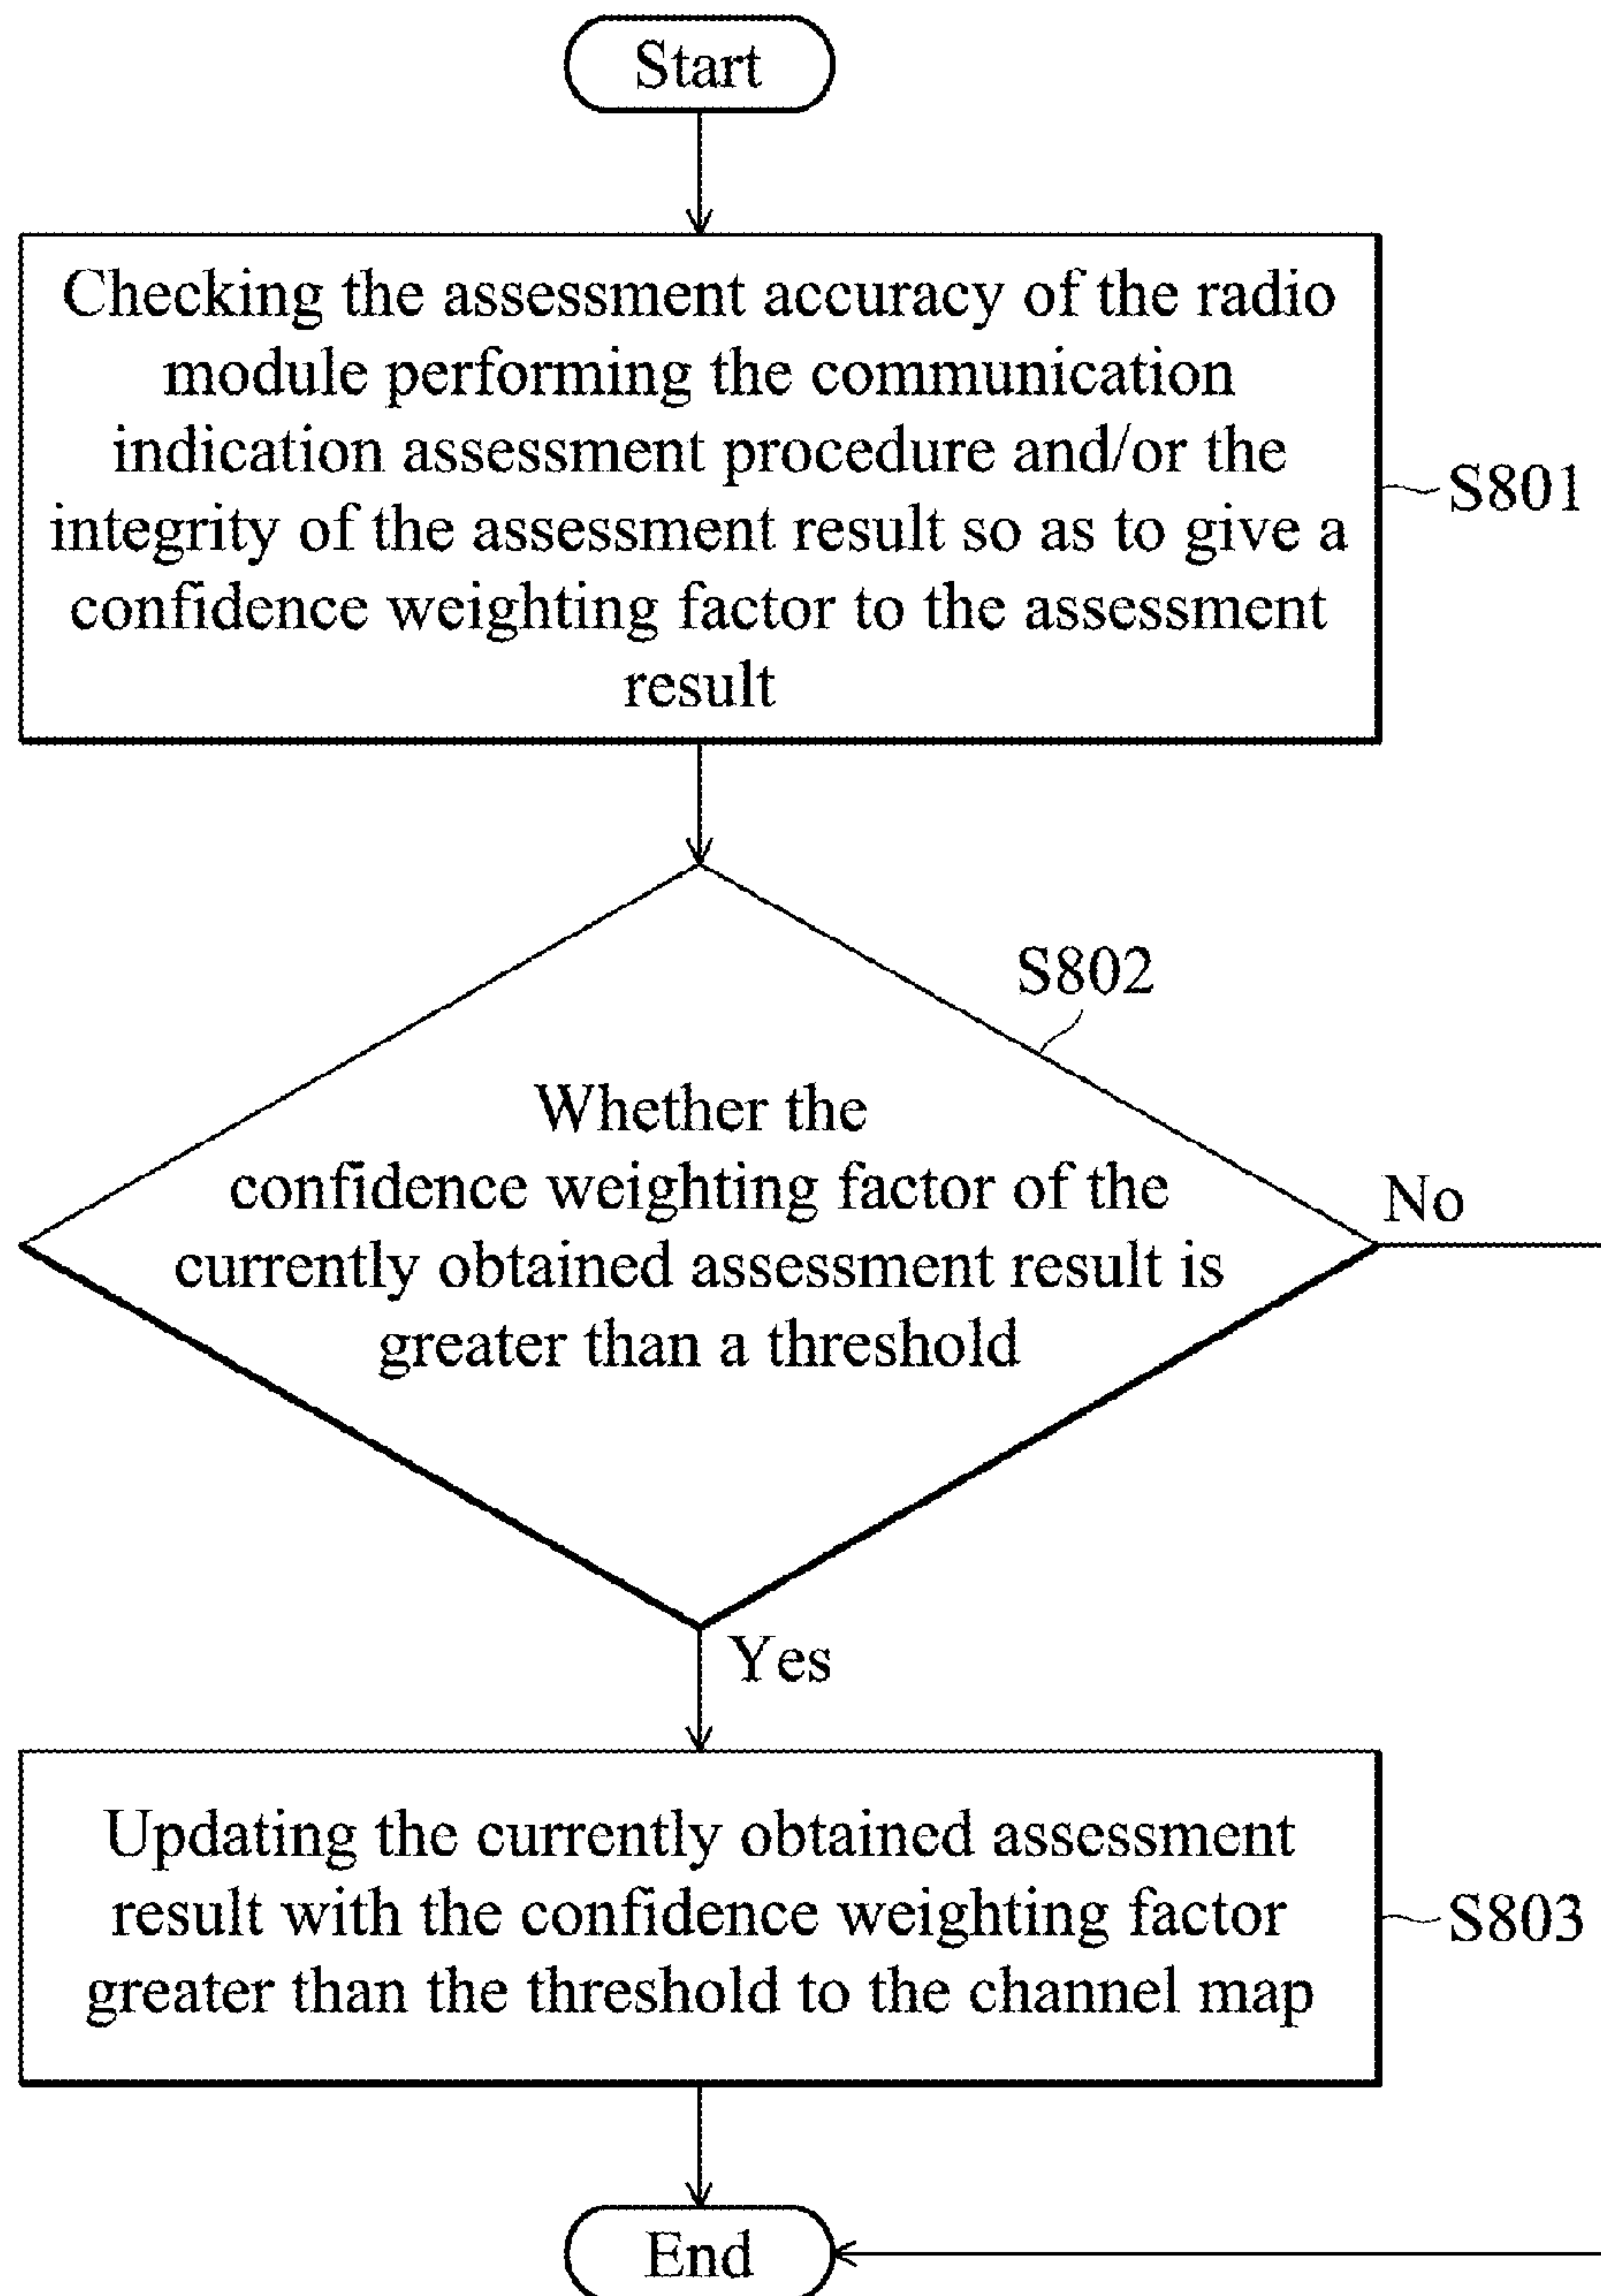 Start
Checking the assessment accuracy of the radio
module performing the communication
indication assessment procedure and/or the
integrity of the assessment result so as to give a
confidence weighting factor to the assessment
result
S801
S802
Whether the
confidence weighting factor of the
currently obtained assessment result is
greater than a threshold
No
Yes
Updating the currently obtained assessment
result with the confidence weighting factor
greater than the threshold to the channel map
S803
End